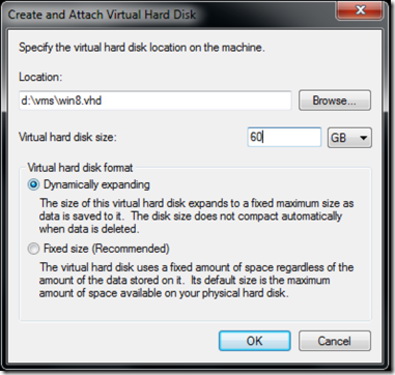 Create and Attach Virtual Hard Disk
Specify the virtual hard disk location on the machine.
Location:
d:\vms\win8.vhd
Browse...
Virtual hard disk size:
60
GB
Virtual hard disk format
Dynamically expanding
The size of this virtual hard disk expands to a fixed maximum size as
data is saved to it. The disk size does not compact automatically
when data is deleted.
Fixed size (Recommended)
The virtual hard disk uses a fixed amount of space regardless of the
amount of the data stored on it. Its default size is the maximum
amount of space available on your physical hard disk.
OK
Cancel